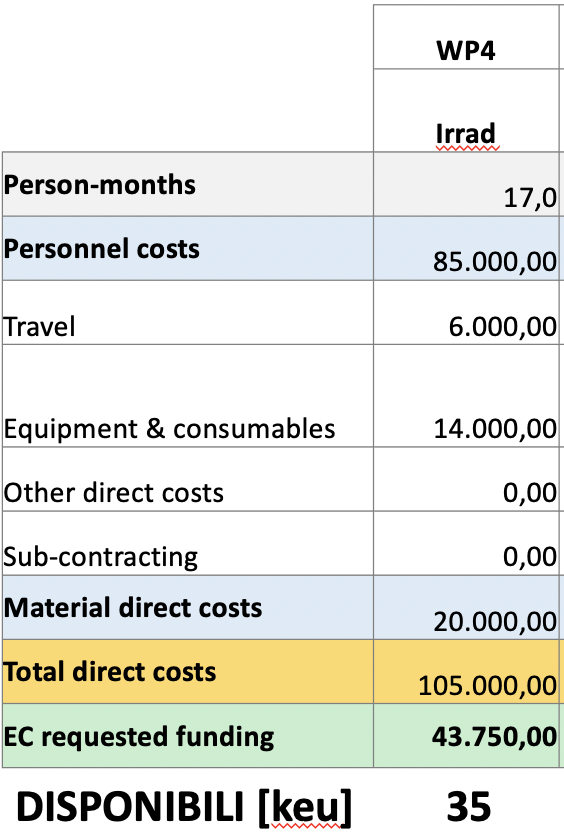 WP4
Irrad
Person-months 17,0
Personnel costs 85.000,00
Travel 6.000,00
Equipment & consumables 14.000,00
Other direct costs 0,00
Sub-contracting 0,00
Material direct costs 20.000,00
Total direct costs 105.000,00
EC requested funding 43.750,00
DISPONIBILI [keu] 35